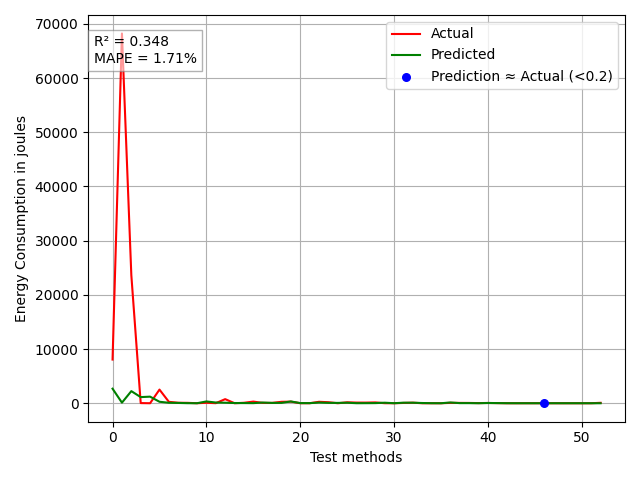 R² = 0.348
MAPE = 1.71%
Actual
Predicted
Prediction ≈ Actual (<0.2)
Energy Consumption in joules
70000
60000
50000
40000
30000
20000
10000
0
0 10 20 30 40 50
Test methods